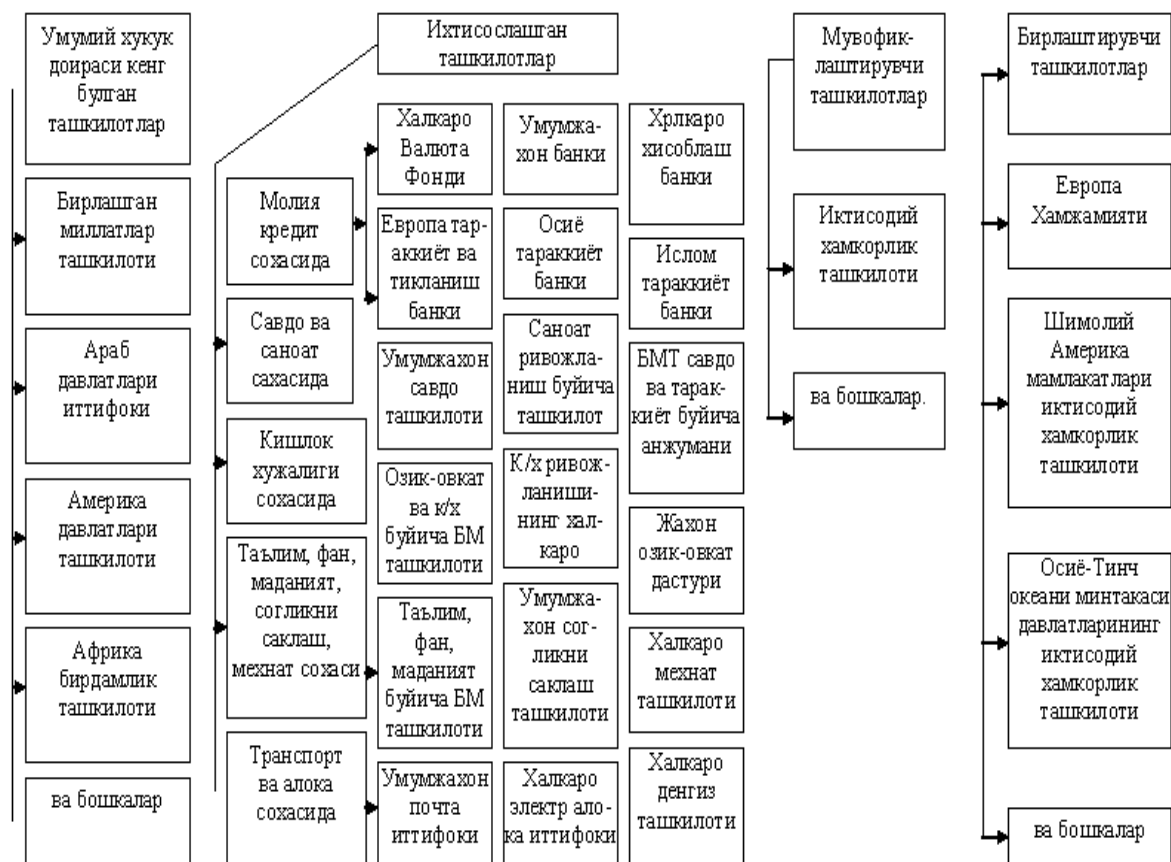 Умумий хукук
доираси кенг
булган
ташкилотлар
Бирлашган
миллатлар
ташкилоти
Араб
давлатлари
иттифоки
Америка
давлатлари
ташкилоти
Африка
бирдамлик
ташкилоти
ва бошкалар
Ихтисослашган
ташкилотлар
Молия
кредит
сохасида
Халкаро
Валюта
Фонди
Умумжа-
хон банки
Хрлкаро
хисоблаш
банки
Европа тар-
аккиёт ва
тикланиш
банки
Осиё
тараккиёт
банки
Ислом
тараккиёт
банки
Савдо ва
саноат
сахасида
Умумжахон
савдо
ташкилоти
Саноат
ривожла-
ниш буйича
ташкилот
БМТ савдо
ва тарак-
киёт буйича
анжумани
Кишлок
хужалиги
сохасида
Озик-овкат
ва к/х
буйича БМ
ташкилоти
К/х ривож-
ланиши-
нинг хал-
каро
Жахон
озик-овкат
дастури
Таьлим, фан,
маданият,
согликни
саклаш,
мехнат сохаси
Таьлим,
фан,
маданият
буйича БМ
ташкилоти
Умумжа-
хон сог-
ликни
саклаш
ташкилоти
Халкаро
мехнат
ташкилоти
Транспорт
ва алока
сохасида
Умумжахон
почта
иттифоки
Халкаро
электр ало-
ка иттифоки
Халкаро
денгиз
ташкилоти
Мувофик-
лаштирувчи
ташкилотлар
Иктисодий
хамкорлик
ташкилоти
ва бошкалар.
Бирлаштирувчи
ташкилотлар
Европа
Хамжамияти
Шимолий
Америка
мамлакатлари
иктисодий
хамкорлик
ташкилоти
Осиё-Тинч
океани минтакаси
давлатларининг
иктисодий
хамкорлик
ташкилоти
ва бошкалар